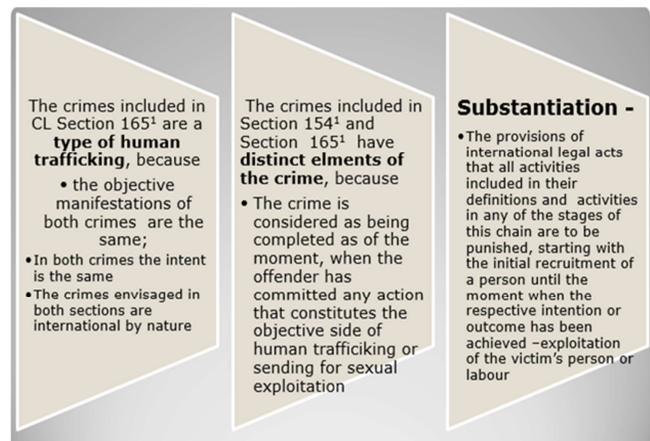 The crimes included in
CL Section 165¹ are a
type of human
trafficking, because
• the objective
manifestations of
both crimes are the
same;
• In both crimes the intent
is the same
• The crimes envisaged in
both sections are
international by nature
The crimes included in
Section 154¹ and
Section 165¹ have
distinct elments of
the crime, because
• The crime is
considered as being
completed as of the
moment, when the
offender has
committed any action
that constitutes the
objective side of
human trafficiking or
sending for sexual
exploitation
Substantiation -
• The provisions of
international legal acts
that all activities
included in their
definitions and activities
in any of the stages of
this chain are to be
punished, starting with
the initial recruitment of
a person until the
moment when the
respective intention or
outcome has been
achieved –exploitation
of the victim's person or
labour